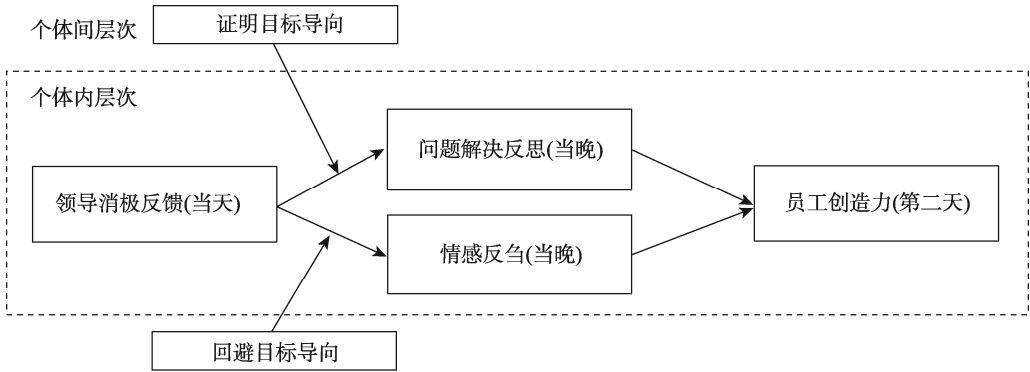 个体间层次
证明目标导向
个体内层次
问题解决反思(当晚)
领导消极反馈(当天)
员工创造力(第二天)
情感反刍(当晚)
回避目标导向